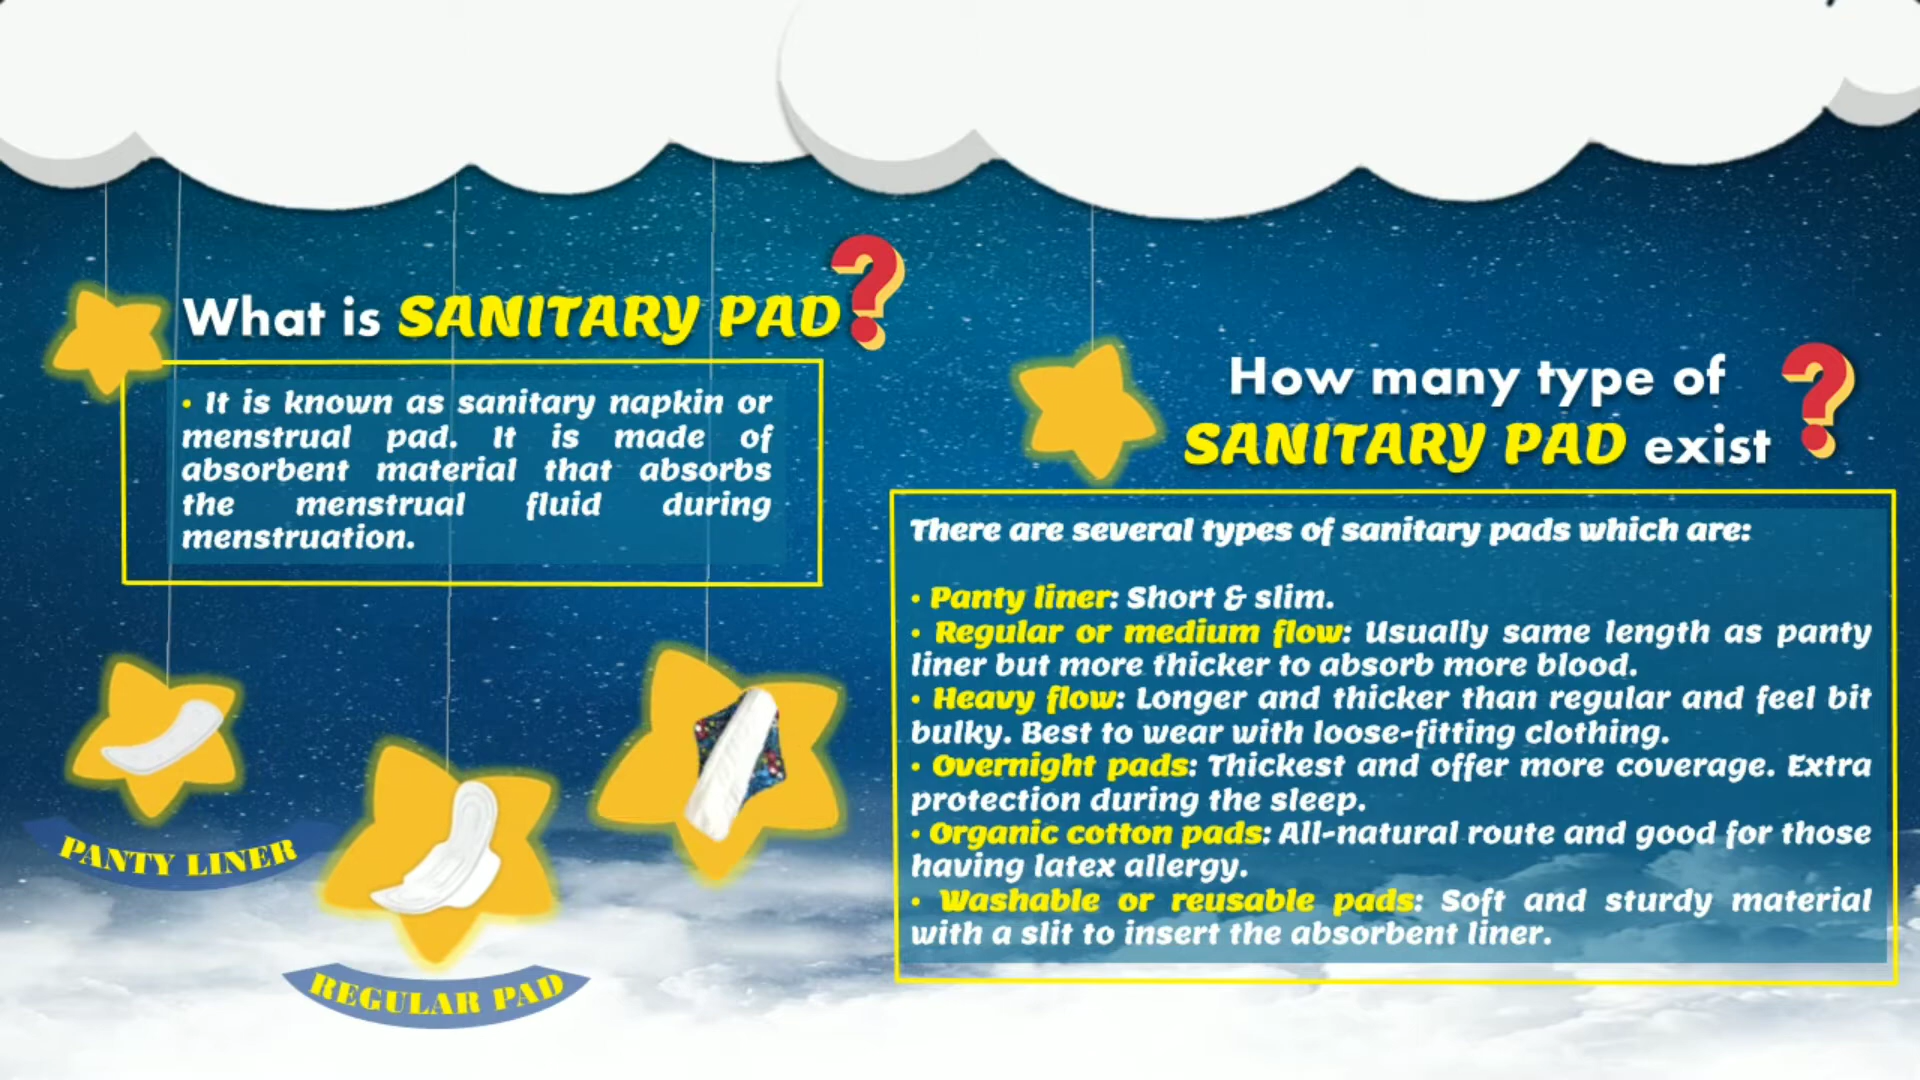 What is SANITARY PAD?
• It is known as sanitary napkin or
menstrual pad. It is made of
absorbent material that absorbs
the menstrual fluid during
menstruation.
PANTY LINER
REGULAR PAD
How many type of
SANITARY PAD exist?
There are several types of sanitary pads which are:
• Panty liner: Short & slim.
• Regular or medium flow: Usually same length as panty
liner but more thicker to absorb more blood.
• Heavy flow: Longer and thicker than regular and feel bit
bulky. Best to wear with loose-fitting clothing.
• Overnight pads: Thickest and offer more coverage. Extra
protection during the sleep.
• Organic cotton pads: All-natural route and good for those
having latex allergy.
• Washable or reusable pads: Soft and sturdy material
with a slit to insert the absorbent liner.